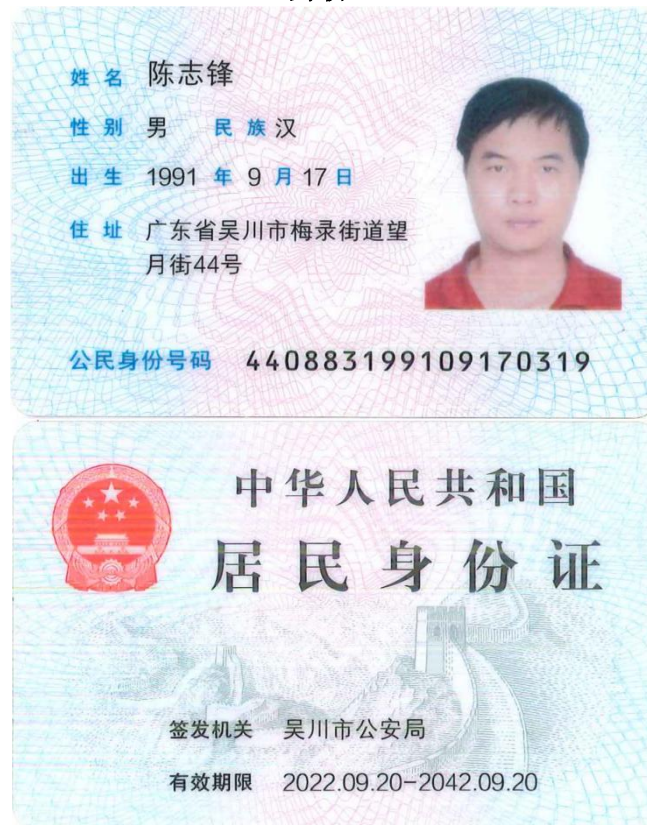 姓名 陈志锋
性别 男 民族 汉
出生 1991 年 9 月 17 日
住址 广东省吴川市梅录街道望
月街44号
公民身份号码 440883199109170319
中华人民共和国
居民身份证
签发机关 吴川市公安局
有效期限 2022.09.20-2042.09.20